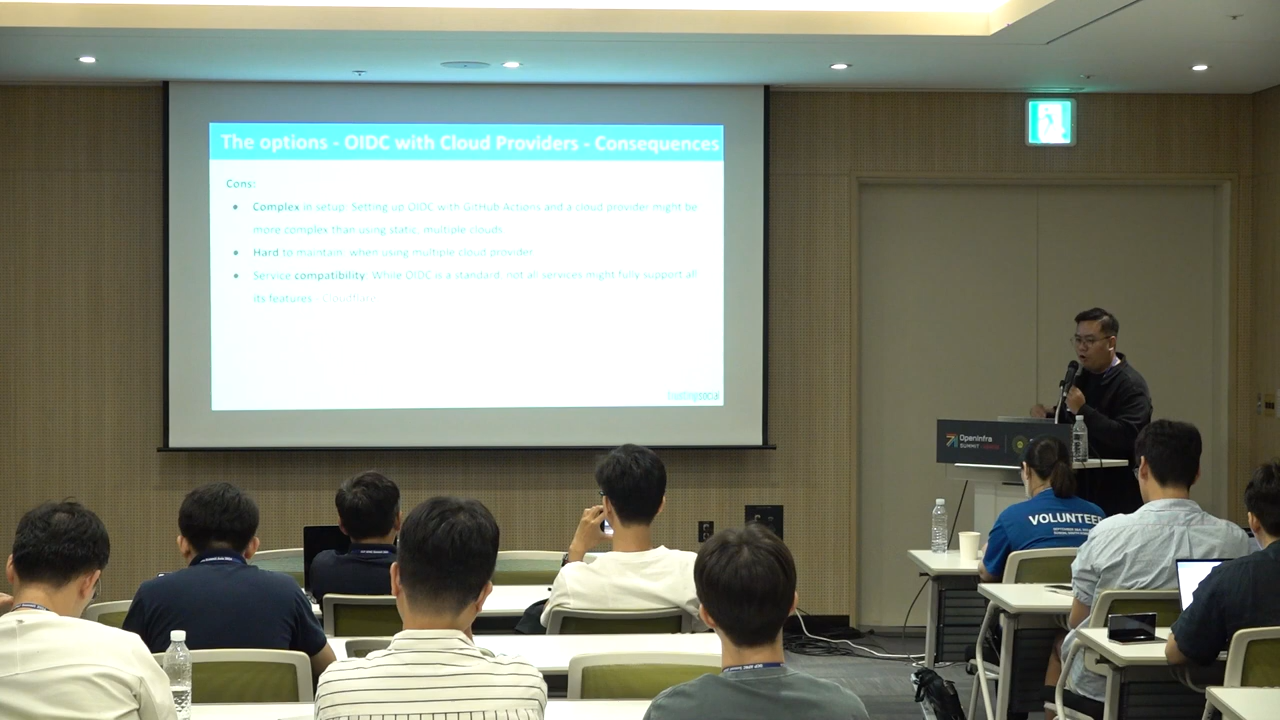 The options - OIDC with Cloud Providers - Consequences
Cons:
Complex in setup: Setting up OIDC with GitHub Actions and a cloud provider might be
more complex than using static, multiple clouds
Hard to maintain when using multiple cloud provider
Service compatibility: While OIDC is a standard, not all services might fully support all
its features - Cloudflare
OpenInfra
SUMMIT
VOLUNTEER